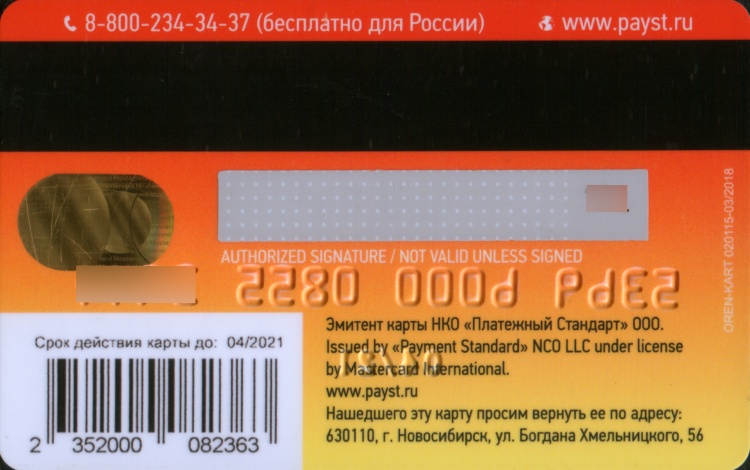 8-800-234-34-37 (бесплатно для России) www.payst.ru
AUTHORIZED SIGNATURE / NOT VALID UNLESS SIGNED
OREN-KART 020115-03/2018
Срок действия карты до: 04/2021
2 352000 082363
Эмитент карты НКО «Платежный Стандарт» ООО.
Issued by «Payment Standard» NCO LLC under license
by Mastercard International.
www.payst.ru
Нашедшего эту карту просим вернуть ее по адресу:
630110, г. Новосибирск, ул. Богдана Хмельницкого, 56